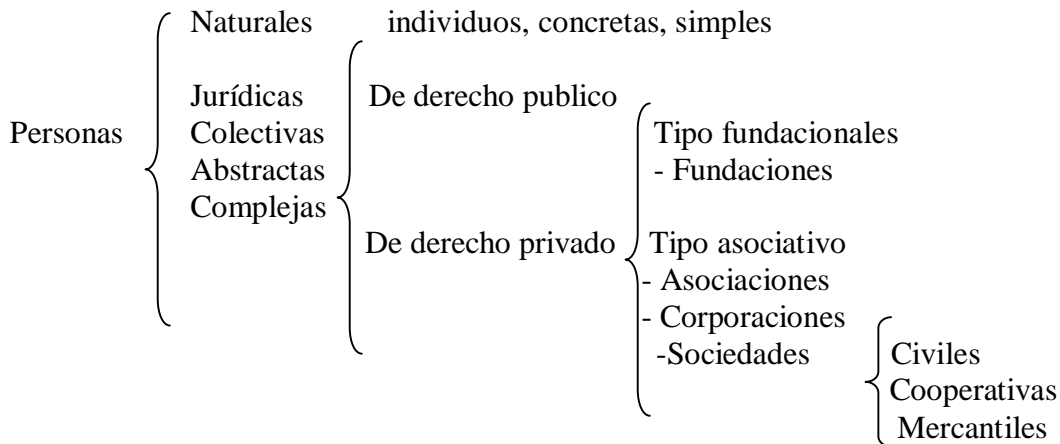 Naturales individuos, concretas, simples
Jurídicas De derecho publico
Personas Colectivas Tipo fundacionales
Abstractas - Fundaciones
Complejas
De derecho privado Tipo asociativo
- Asociaciones
- Corporaciones
-Sociedades Civiles
Cooperativas
Mercantiles